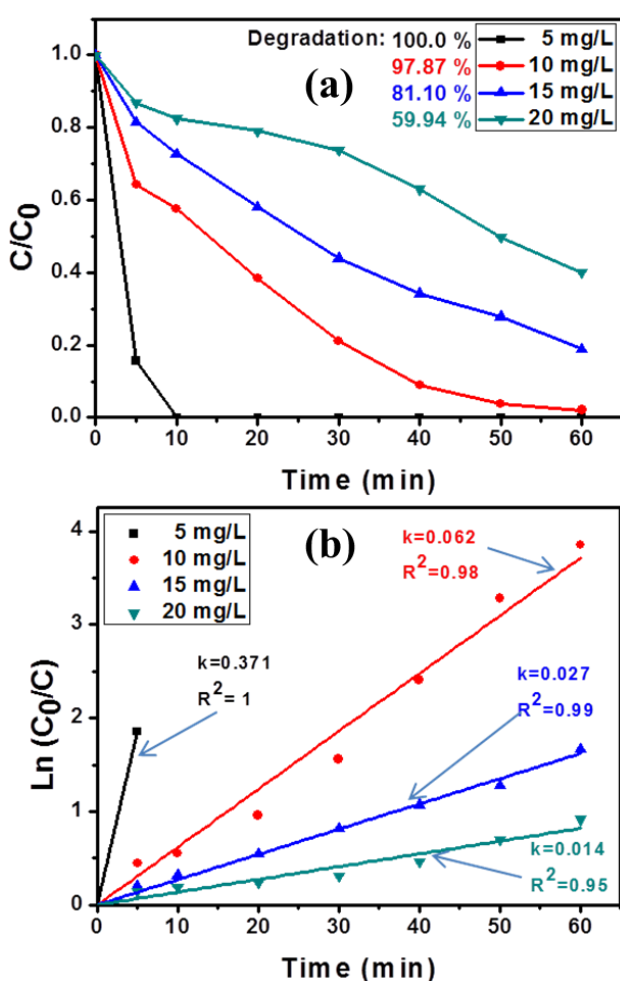 Degradation: 100.0 % 5 mg/L
(a) 97.87 % 10 mg/L
81.10 % 15 mg/L
59.94 % 20 mg/L
1.0
0.8
0.6
0.4
0.2
0.0
C/C0
0 10 20 30 40 50 60
Time (min)
5 mg/L
10 mg/L
15 mg/L
20 mg/L
(b)
k=0.062
R²=0.98
k=0.371
R²= 1
k=0.027
R²=0.99
k=0.014
R²=0.95
4
3
2
1
0
Ln (C0/C)
0 10 20 30 40 50 60
Time (min)